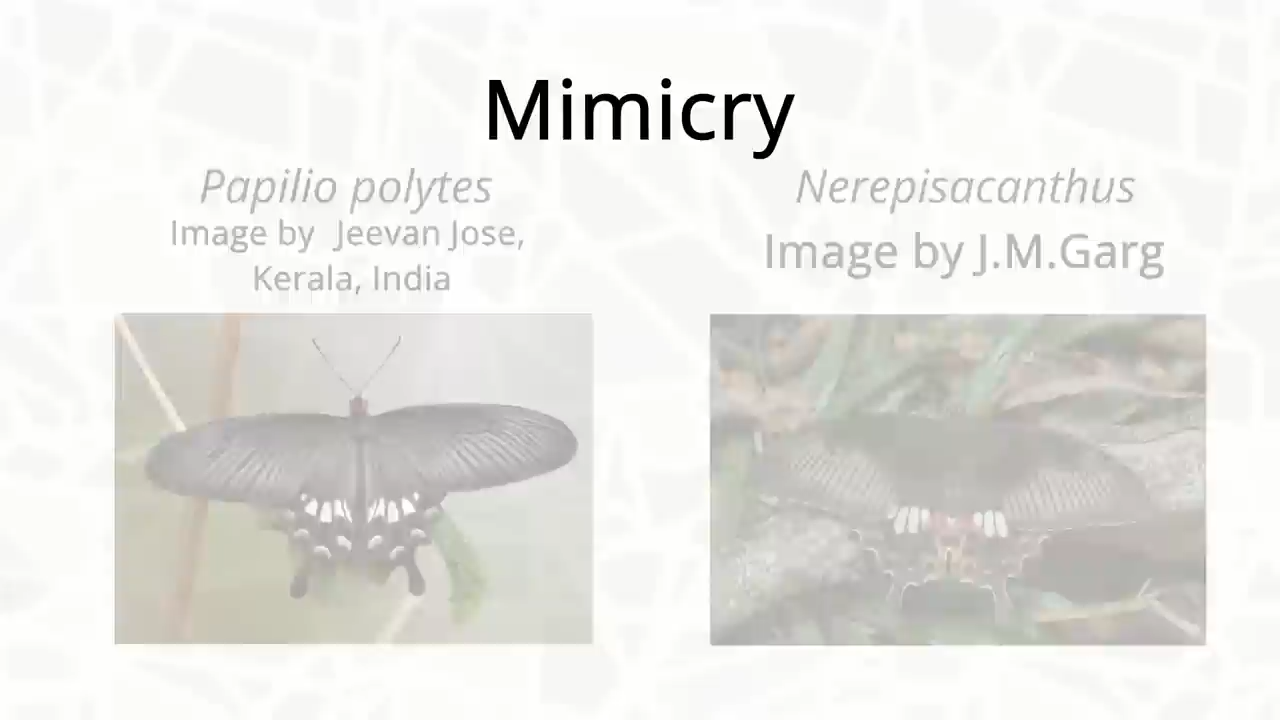 Mimicry
Papilio polytes
Image by Jeevan Jose,
Kerala, India
Nerepisacanthus
Image by J.M.Garg